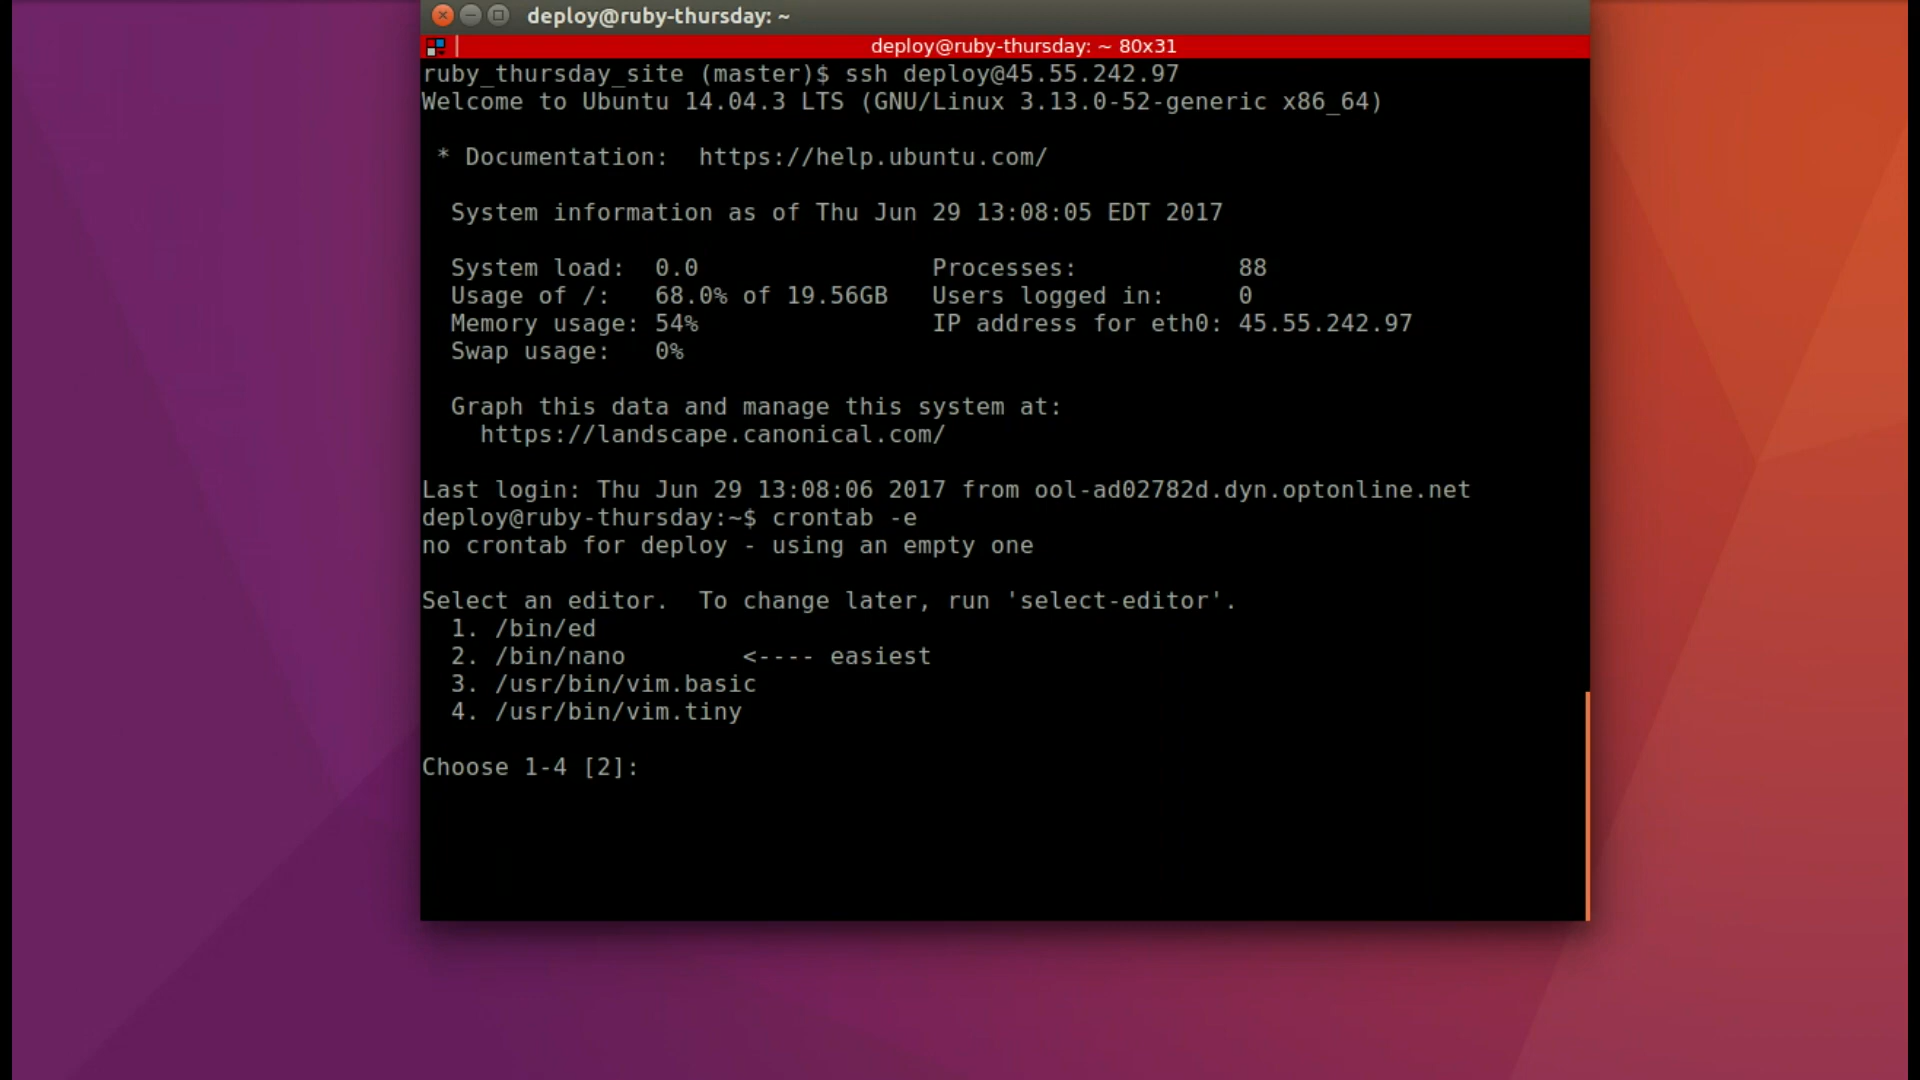 deploy@ruby-thursday: ~
deploy@ruby-thursday: ~ 80x31
ruby_thursday_site (master)$ ssh deploy@45.55.242.97
Welcome to Ubuntu 14.04.3 LTS (GNU/Linux 3.13.0-52-generic x86_64)
* Documentation:  https://help.ubuntu.com/
System information as of Thu Jun 29 13:08:05 EDT 2017
System load:  0.0                Processes:           88
Usage of /:   68.0% of 19.56GB   Users logged in:     0
Memory usage: 54%                IP address for eth0: 45.55.242.97
Swap usage:   0%
Graph this data and manage this system at:
https://landscape.canonical.com/
Last login: Thu Jun 29 13:08:06 2017 from ool-ad02782d.dyn.optonline.net
deploy@ruby-thursday:~$ crontab -e
no crontab for deploy - using an empty one
Select an editor.  To change later, run 'select-editor'.
1. /bin/ed
2. /bin/nano        <---- easiest
3. /usr/bin/vim.basic
4. /usr/bin/vim.tiny
Choose 1-4 [2]: